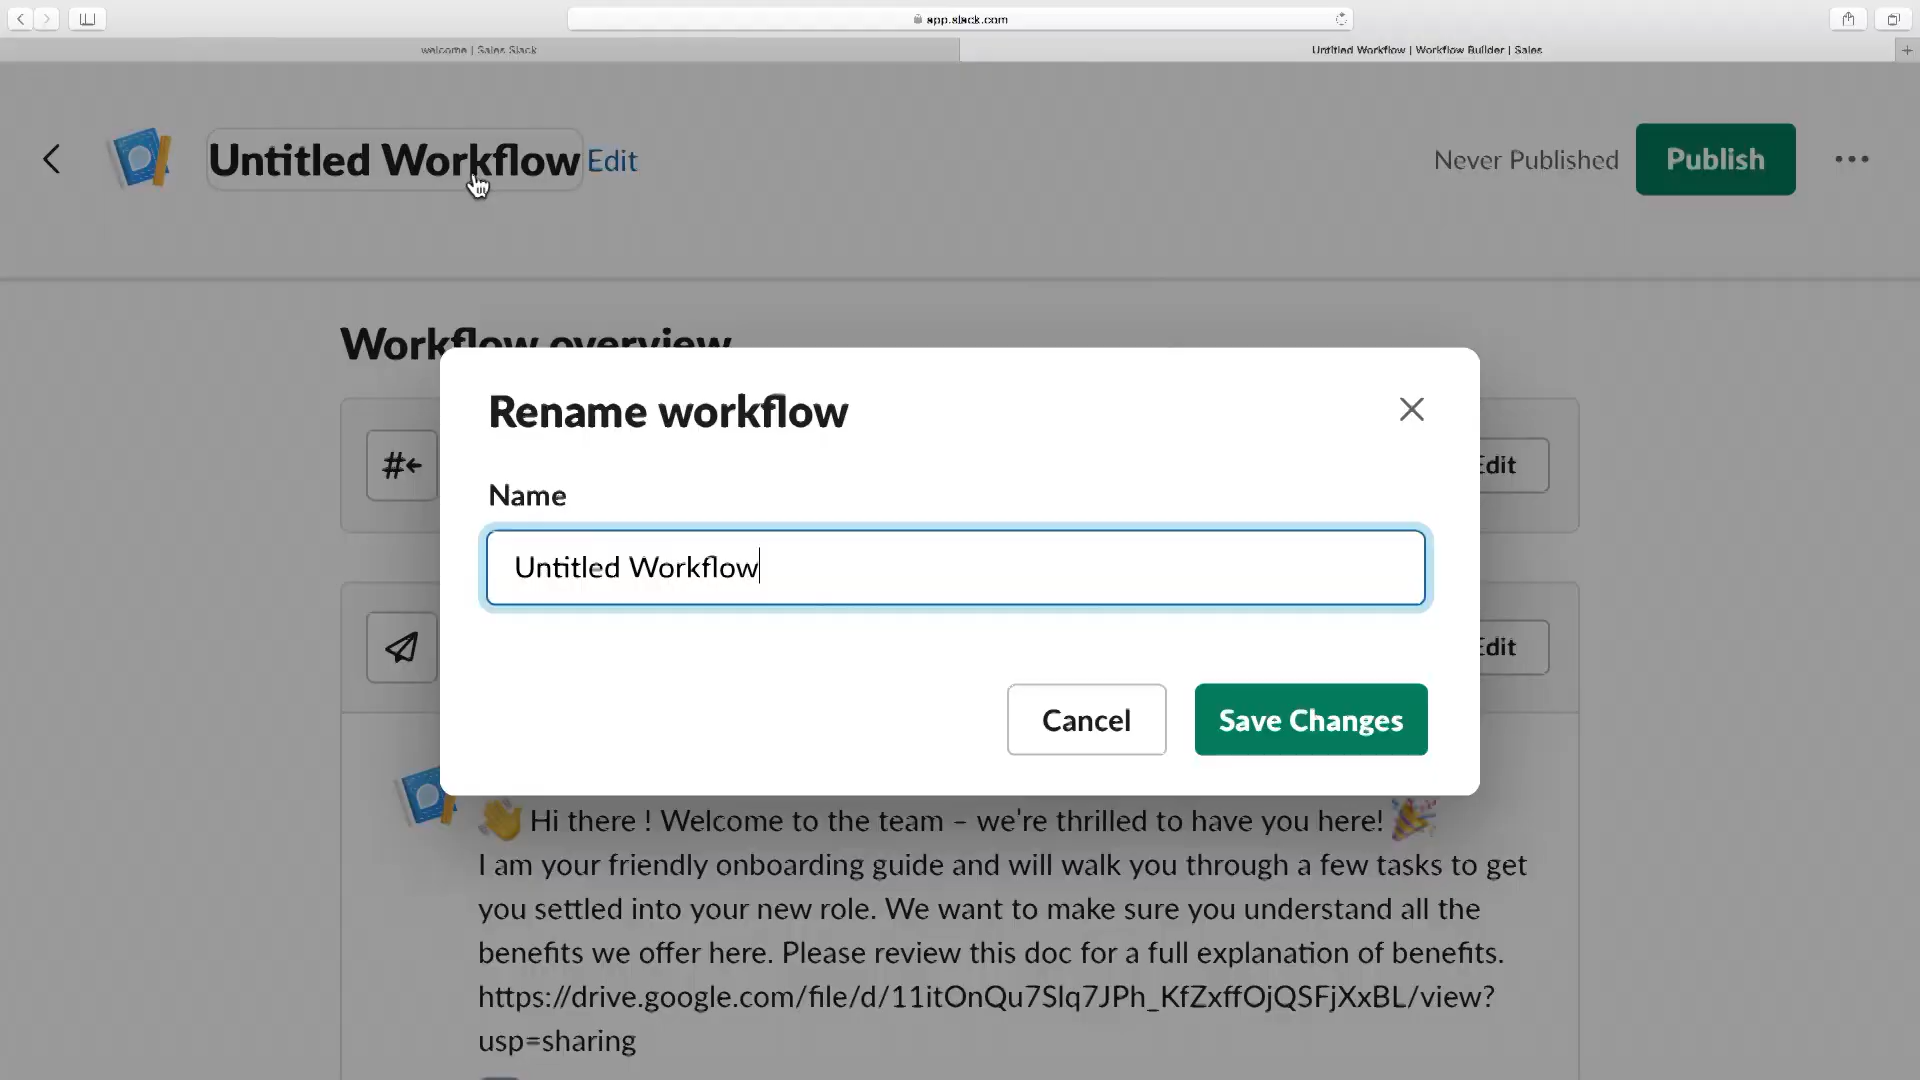 app.slack.com
welcome | Sales Slack
Untitled Workflow | Workflow Builder | Sales
Untitled Workflow Edit
Never Published
Publish
Workflow overview
Rename workflow
Name
Untitled Workflow
Edit
Edit
Cancel
Save Changes
Hi there ! Welcome to the team – we're thrilled to have you here!
I am your friendly onboarding guide and will walk you through a few tasks to get
you settled into your new role. We want to make sure you understand all the
benefits we offer here. Please review this doc for a full explanation of benefits.
https://drive.google.com/file/d/11itOnQu7Slq7JPh_KfZxffOjQSFjXxBL/view?
usp=sharing